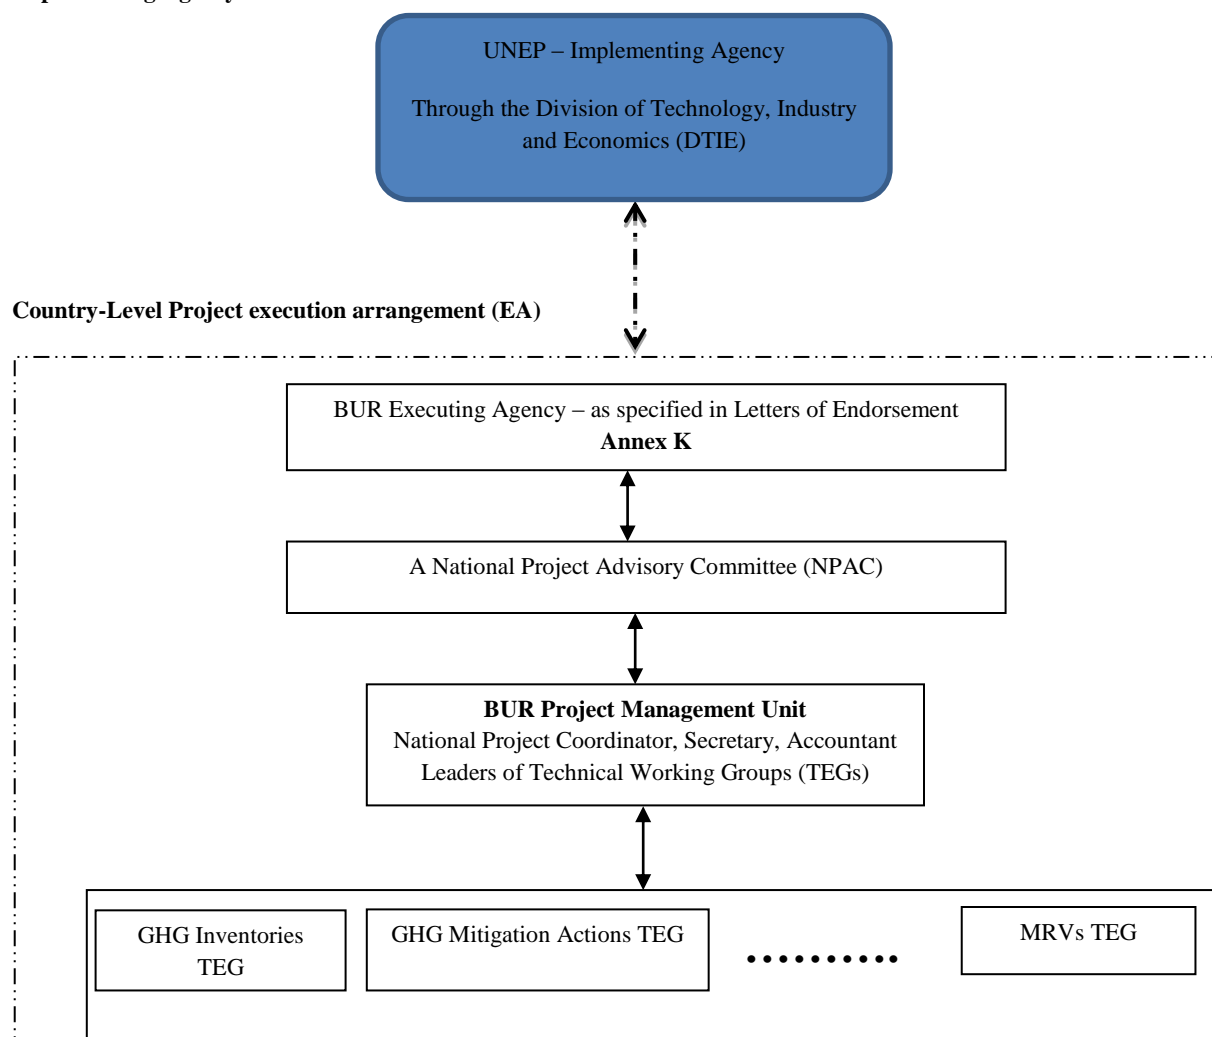 UNEP – Implementing Agency
Through the Division of Technology, Industry
and Economics (DTIE)
Country-Level Project execution arrangement (EA)
BUR Executing Agency – as specified in Letters of Endorsement
Annex K
A National Project Advisory Committee (NPAC)
BUR Project Management Unit
National Project Coordinator, Secretary, Accountant
Leaders of Technical Working Groups (TEGs)
GHG Inventories
TEG
GHG Mitigation Actions TEG
..........
MRVs TEG